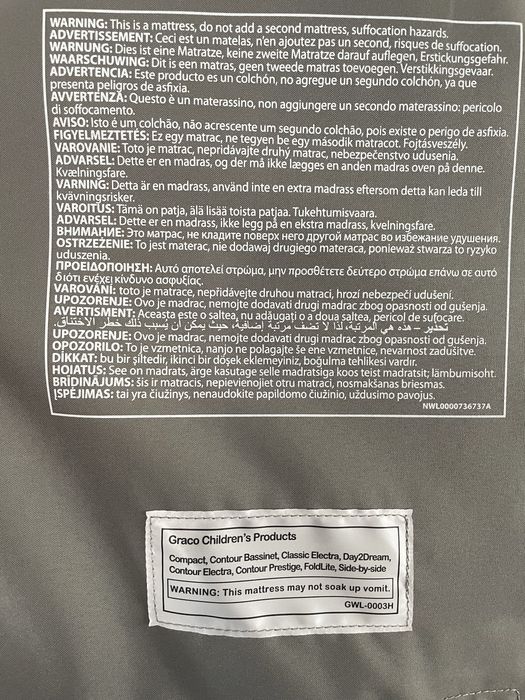 WARNING: This is a mattress, do not add a second mattress, suffocation hazards.
ADVERTISSEMENT: Ceci est un matelas, n'en ajoutez pas un second, risques de suffocation.
WARNUNG: Dies ist eine Matratze, keine zweite Matratze darauf auflegen, Erstickungsgefahr.
WAARSCHUWING: Dit is een matras, geen tweede matras toevoegen. Verstikkingsgevaar.
ADVERTENCIA: Este producto es un colchón, no agregue un segundo colchón, ya que
presenta peligros de asfixia.
AVVERTENZA: Questo è un materassino, non aggiungere un secondo materassino: pericolo
di soffocamento.
AVISO: Isto é um colchão, não acrescente um segundo colchão, pois existe o perigo de asfixia.
FIGYELMEZTETÉS: Ez egy matrac, ne tegyen be egy második matracot. Fojtásveszély.
VAROVANIE: Toto je matrac, nepridávajte druhý matrac, nebezpečenstvo udusenia.
ADVARSEL: Dette er en madras, og der må ikke lægges en anden madras oven på denne.
Kvælningsfare.
VARNING: Detta är en madrass, använd inte en extra madrass eftersom detta kan leda till
kvävningsrisker.
VAROITUS: Tämä on patja, älä lisää toista patjaa. Tukehtumisvaara.
ADVARSEL: Dette er en madrass, ikke legg på en ekstra madrass, kvelningsfare.
ВНИМАНИЕ: Это матрас, не кладите поверх него другой матрас во избежание удушения.
OSTRZEŻENIE: To jest materac, nie dodawaj drugiego materaca, ponieważ stwarza to ryzyko
uduszenia.
ΠΡΟΕΙΔΟΠΟΙΗΣΗ: Αυτό αποτελεί στρώμα, μην προσθέτετε δεύτερο στρώμα επάνω σε αυτό
διότι ενέχει κίνδυνο ασφυξίας.
VAROVÁNÍ: toto je matrace, nepřidávejte druhou matraci, hrozí nebezpečí udušení.
UPOZORENJE: Ovo je madrac, nemojte dodavati drugi madrac zbog opasnosti od gušenja.
AVERTISMENT: Aceasta este o saltea, nu adăugați o a doua saltea, pericol de sufocare.
تحذير – هذه هي المرتبة، لذا لا تضف مرتبة إضافية، حيث يمكن أن يسبب ذلك خطر الاختناق.
UPOZORENJE: Ovo je madrac, nemojte dodavati drugi madrac zbog opasnosti od gušenja.
OPOZORILO: To je vzmetnica, nanjo ne polagajte še ene vzmetnice, nevarnost zadušitve.
DİKKAT: bu bir şiltedir, ikinci bir döşek eklemeyiniz, boğulma tehlikesi vardır.
HOIATUS: See on madrats, ärge kasutage selle madratsiga koos teist madratsit; lämbumisoht.
BRĪDINĀJUMS: šis ir matracis, nepievienojiet otru matraci, nosmakšanas briesmas.
ĮSPĖJIMAS: tai yra čiužinys, nenaudokite papildomo čiužinio, uždusimo pavojus.
NWL0000736737A
Graco Children's Products
Compact, Contour Bassinet, Classic Electra, Day2Dream,
Contour Electra, Contour Prestige, FoldLite, Side-by-side
WARNING: This mattress may not soak up vomit.
GWL-0003H